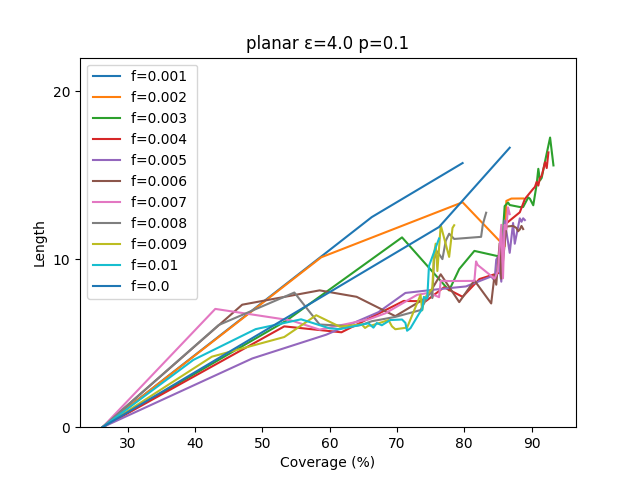 planar ε=4.0 p=0.1
f=0.001
f=0.002
f=0.003
f=0.004
f=0.005
f=0.006
f=0.007
f=0.008
f=0.009
f=0.01
f=0.0
20
10
0
Length
30 40 50 60 70 80 90
Coverage (%)